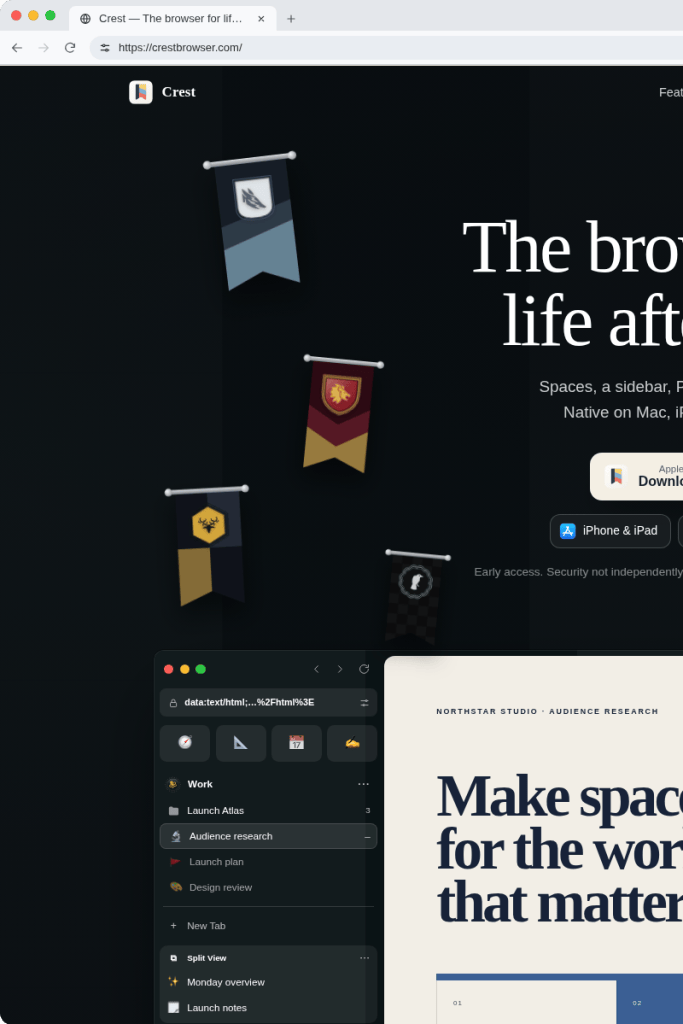 Crest — The browser for lif…
https://crestbrowser.com/
Crest
Feat
The brow
life afte
Spaces, a sidebar, P
Native on Mac, iP
Apple
Downlo
iPhone & iPad
Early access. Security not independently
data:text/html;…%2Fhtml%3E
Work
Launch Atlas
3
Audience research
Launch plan
Design review
New Tab
Split View
Monday overview
Launch notes
NORTHSTAR STUDIO · AUDIENCE RESEARCH
Make space
for the wor
that matter
01
02